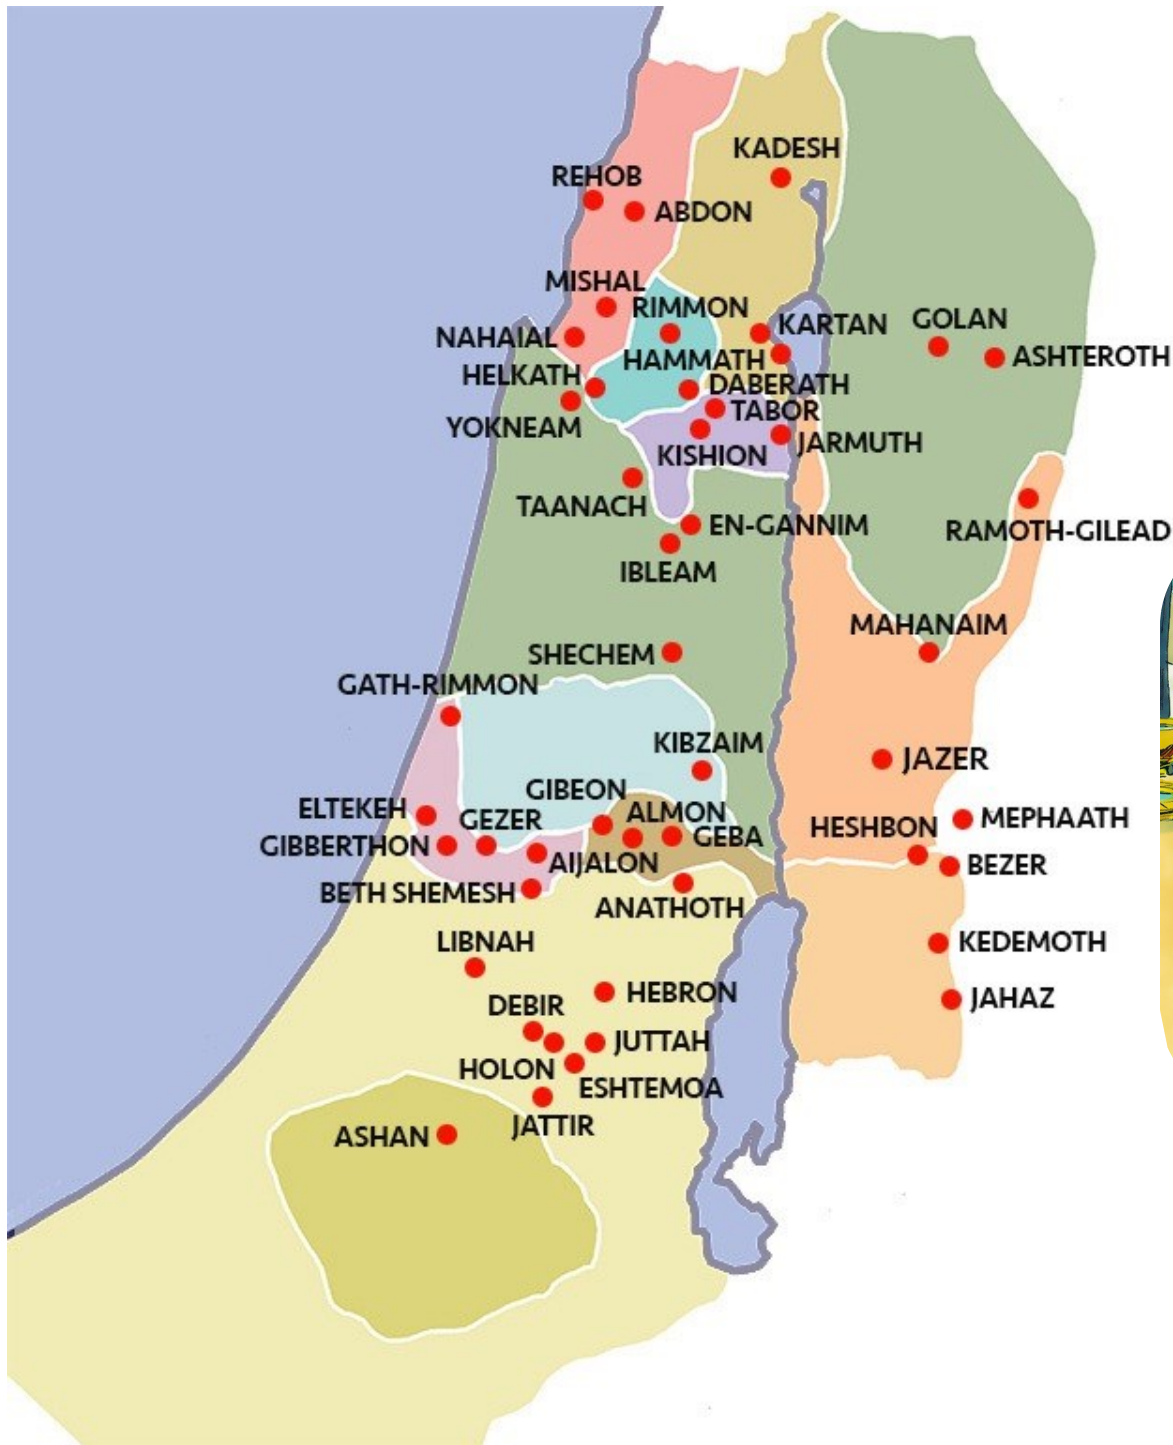 KADESH
REHOB
ABDON
MISHAL
RIMMON
NAHAIAL
KARTAN
GOLAN
HAMMATH
ASHTEROTH
HELKATH
DABERATH
TABOR
YOKNEAM
JARMUTH
KISHION
TAANACH
EN-GANNIM
RAMOTH-GILEAD
IBLEAM
MAHANAIM
SHECHEM
GATH-RIMMON
KIBZAIM
JAZER
GIBEON
ELTEKEH
GEZER
ALMON
MEPHAATH
HESHBON
GEBA
GIBBERTHON
AIJALON
BEZER
BETH SHEMESH
ANATHOTH
LIBNAH
KEDEMOTH
HEBRON
JAHAZ
DEBIR
JUTTAH
HOLON
ESHTEMOA
JATTIR
ASHAN